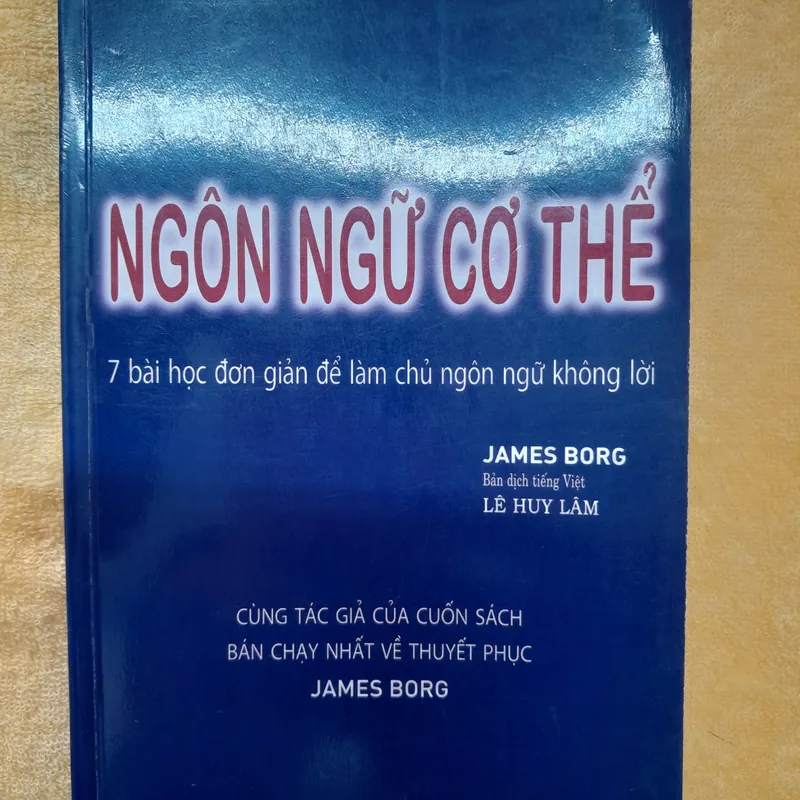 NGÔN NGỮ CƠ THỂ
7 bài học đơn giản để làm chủ ngôn ngữ không lời
JAMES BORG
Bản dịch tiếng Việt
LÊ HUY LÂM
CÙNG TÁC GIẢ CỦA CUỐN SÁCH
BÁN CHẠY NHẤT VỀ THUYẾT PHỤC
JAMES BORG